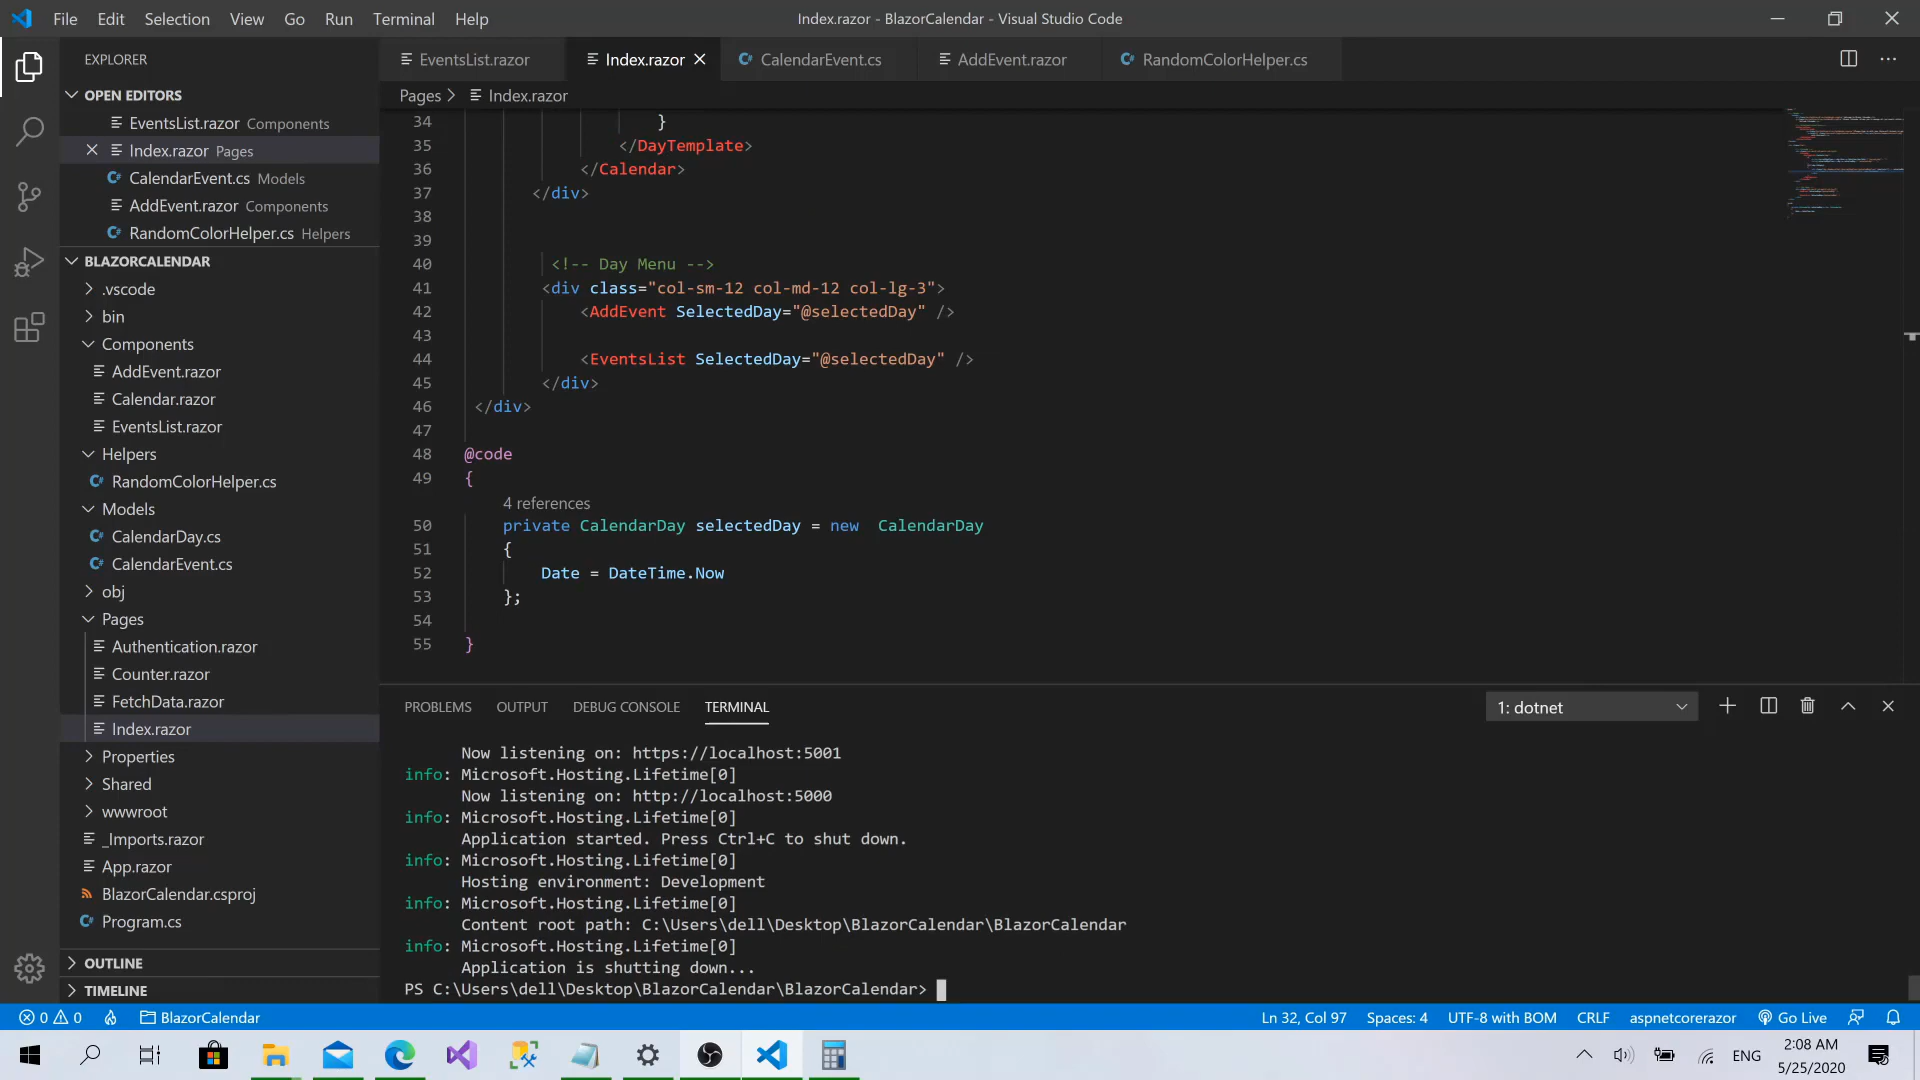 File Edit Selection View Go Run Terminal Help
Index.razor - BlazorCalendar - Visual Studio Code
EXPLORER
OPEN EDITORS
EventsList.razor Components
Index.razor Pages
CalendarEvent.cs Models
AddEvent.razor Components
RandomColorHelper.cs Helpers
BLAZORCALENDAR
.vscode
bin
Components
AddEvent.razor
Calendar.razor
EventsList.razor
Helpers
RandomColorHelper.cs
Models
CalendarDay.cs
CalendarEvent.cs
obj
Pages
Authentication.razor
Counter.razor
FetchData.razor
Index.razor
Properties
Shared
wwwroot
_Imports.razor
App.razor
BlazorCalendar.csproj
Program.cs
OUTLINE
TIMELINE
EventsList.razor Index.razor CalendarEvent.cs AddEvent.razor RandomColorHelper.cs
Pages > Index.razor
34 }
35 </DayTemplate>
36 </Calendar>
37 </div>
38
39
40 <!-- Day Menu -->
41 <div class="col-sm-12 col-md-12 col-lg-3">
42 <AddEvent SelectedDay="@selectedDay" />
43
44 <EventsList SelectedDay="@selectedDay" />
45 </div>
46 </div>
47
48 @code
49 {
4 references
50 private CalendarDay selectedDay = new  CalendarDay
51 {
52 Date = DateTime.Now
53 };
54
55 }
PROBLEMS OUTPUT DEBUG CONSOLE TERMINAL
1: dotnet
Now listening on: https://localhost:5001
info: Microsoft.Hosting.Lifetime[0]
Now listening on: http://localhost:5000
info: Microsoft.Hosting.Lifetime[0]
Application started. Press Ctrl+C to shut down.
info: Microsoft.Hosting.Lifetime[0]
Hosting environment: Development
info: Microsoft.Hosting.Lifetime[0]
Content root path: C:\Users\dell\Desktop\BlazorCalendar\BlazorCalendar
info: Microsoft.Hosting.Lifetime[0]
Application is shutting down...
PS C:\Users\dell\Desktop\BlazorCalendar\BlazorCalendar>
0 0 BlazorCalendar
Ln 32, Col 97 Spaces: 4 UTF-8 with BOM CRLF aspnetcorerazor Go Live
ENG
2:08 AM
5/25/2020